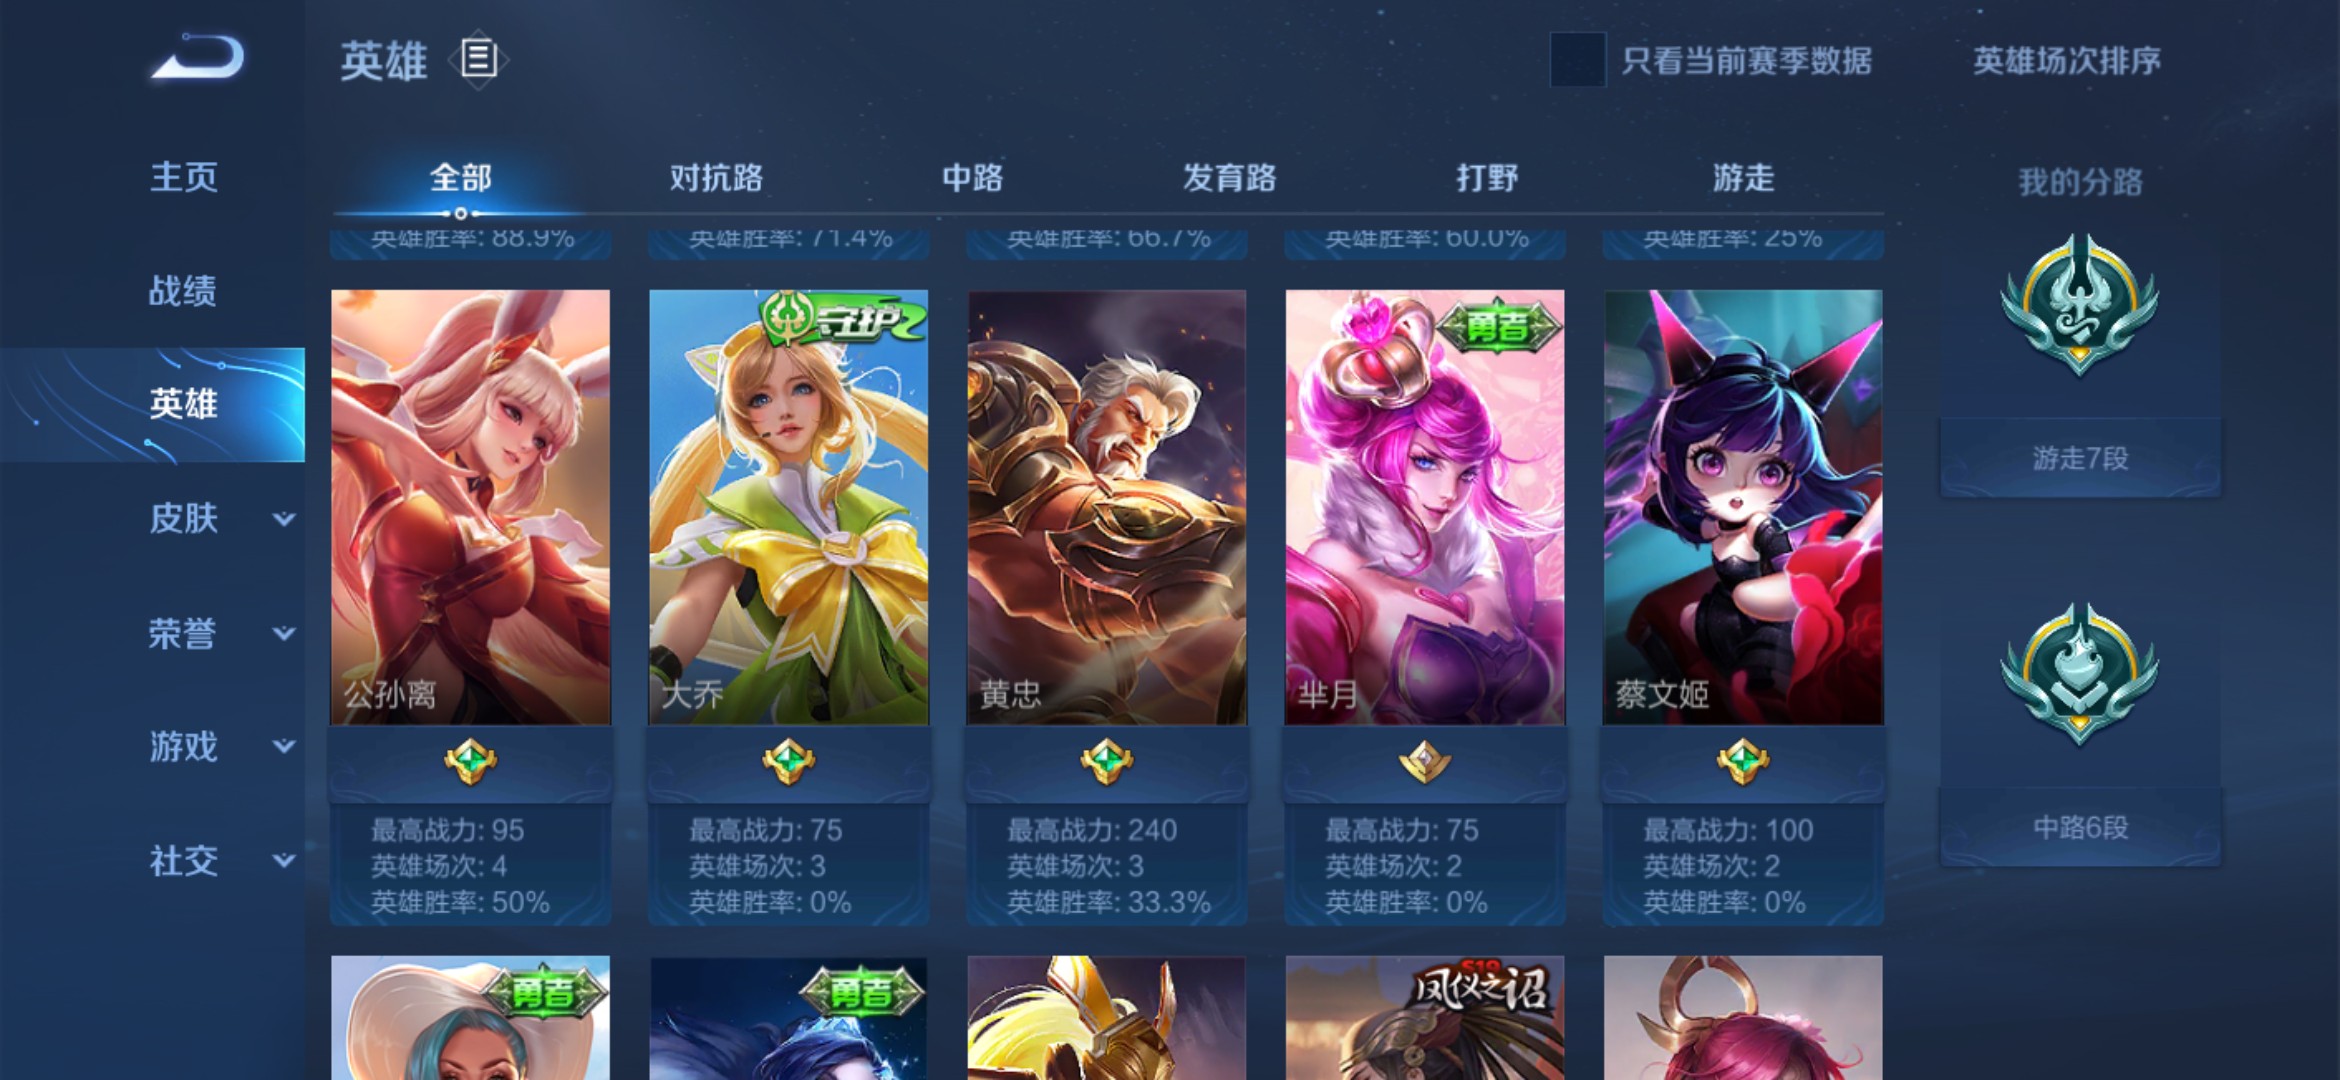 英雄
只看当前赛季数据
英雄场次排序
主页
战绩
英雄
皮肤
荣誉
游戏
社交
全部
对抗路
中路
发育路
打野
游走
英雄胜率: 88.9%
英雄胜率: 71.4%
英雄胜率: 66.7%
英雄胜率: 60.0%
英雄胜率: 25%
守护
勇者
公孙离
大乔
黄忠
芈月
蔡文姬
最高战力: 95
英雄场次: 4
英雄胜率: 50%
最高战力: 75
英雄场次: 3
英雄胜率: 0%
最高战力: 240
英雄场次: 3
英雄胜率: 33.3%
最高战力: 75
英雄场次: 2
英雄胜率: 0%
最高战力: 100
英雄场次: 2
英雄胜率: 0%
勇者
勇者
S19
凤仪之诏
我的分路
游走7段
中路6段